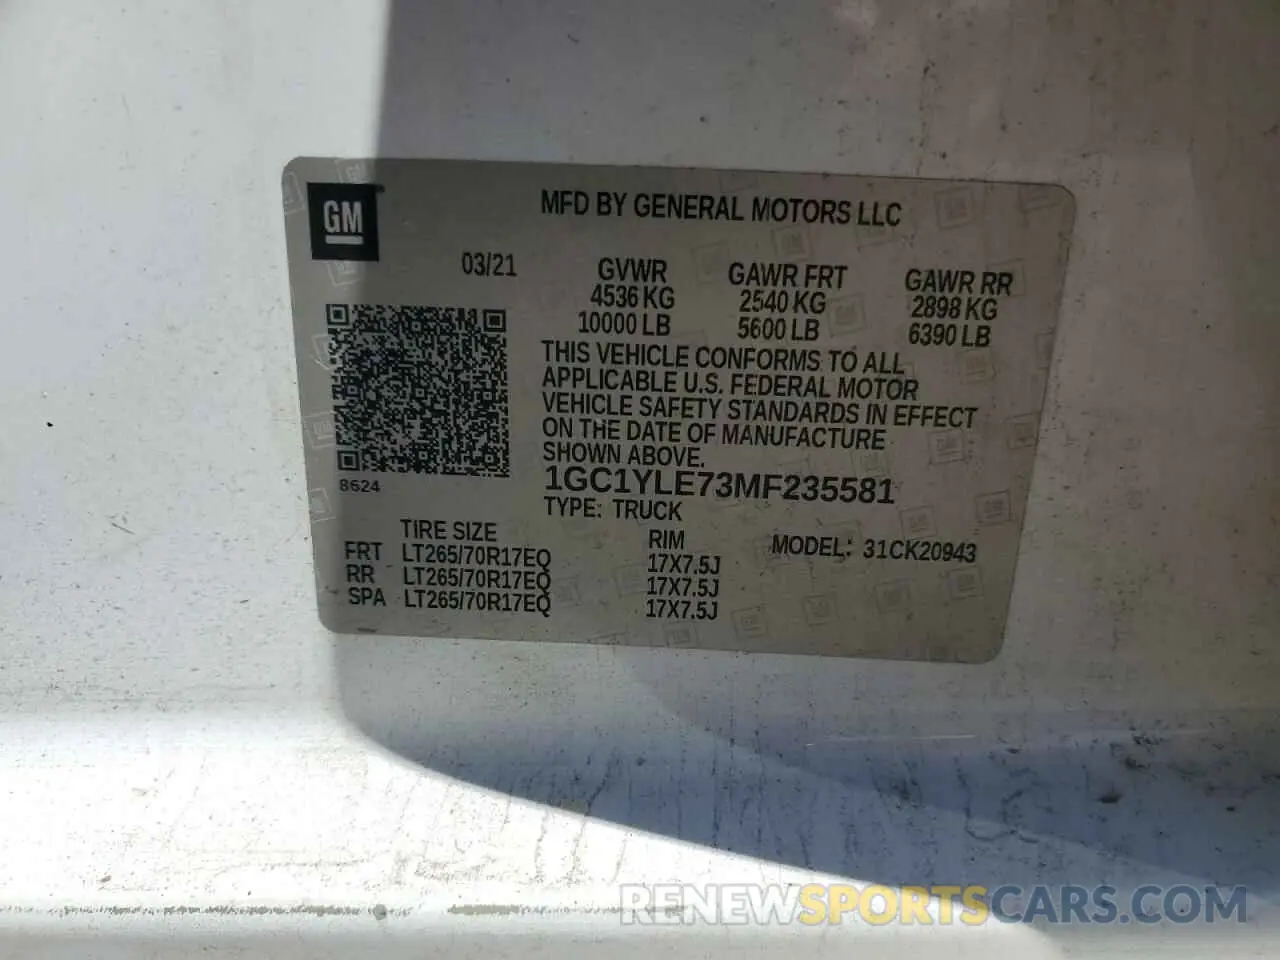 GM
MFD BY GENERAL MOTORS LLC
03/21 GVWR GAWR FRT GAWR RR
4536 KG 2540 KG 2898 KG
10000 LB 5600 LB 6390 LB
THIS VEHICLE CONFORMS TO ALL
APPLICABLE U.S. FEDERAL MOTOR
VEHICLE SAFETY STANDARDS IN EFFECT
ON THE DATE OF MANUFACTURE
SHOWN ABOVE.
8624
1GC1YLE73MF235581
TYPE: TRUCK
TIRE SIZE RIM MODEL: 31CK20943
FRT LT265/70R17EQ 17X7.5J
RR LT265/70R17EQ 17X7.5J
SPA LT265/70R17EQ 17X7.5J
RENEWSPORTSCARS.COM